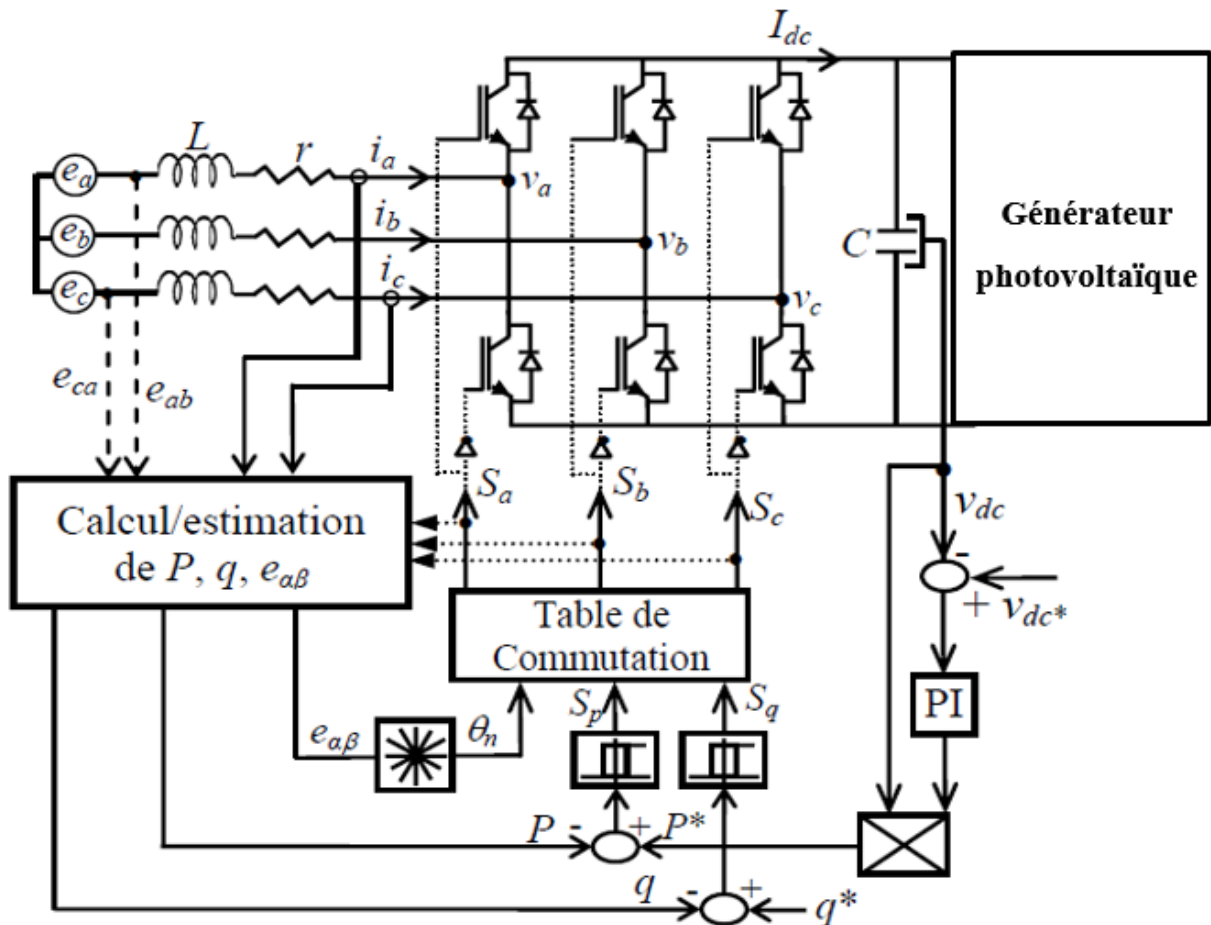 I_dc
L
r
e_a
i_a
v_a
e_b
i_b
v_b
e_c
i_c
v_c
C
Générateur
photovoltaïque
e_ca
e_ab
S_a
S_b
S_c
v_dc
Calcul/estimation
de P, q, e_αβ
-
+ v_dc*
Table de
Commutation
PI
S_p
S_q
e_αβ
θ_n
P
-
+
P*
q
-
+
q*